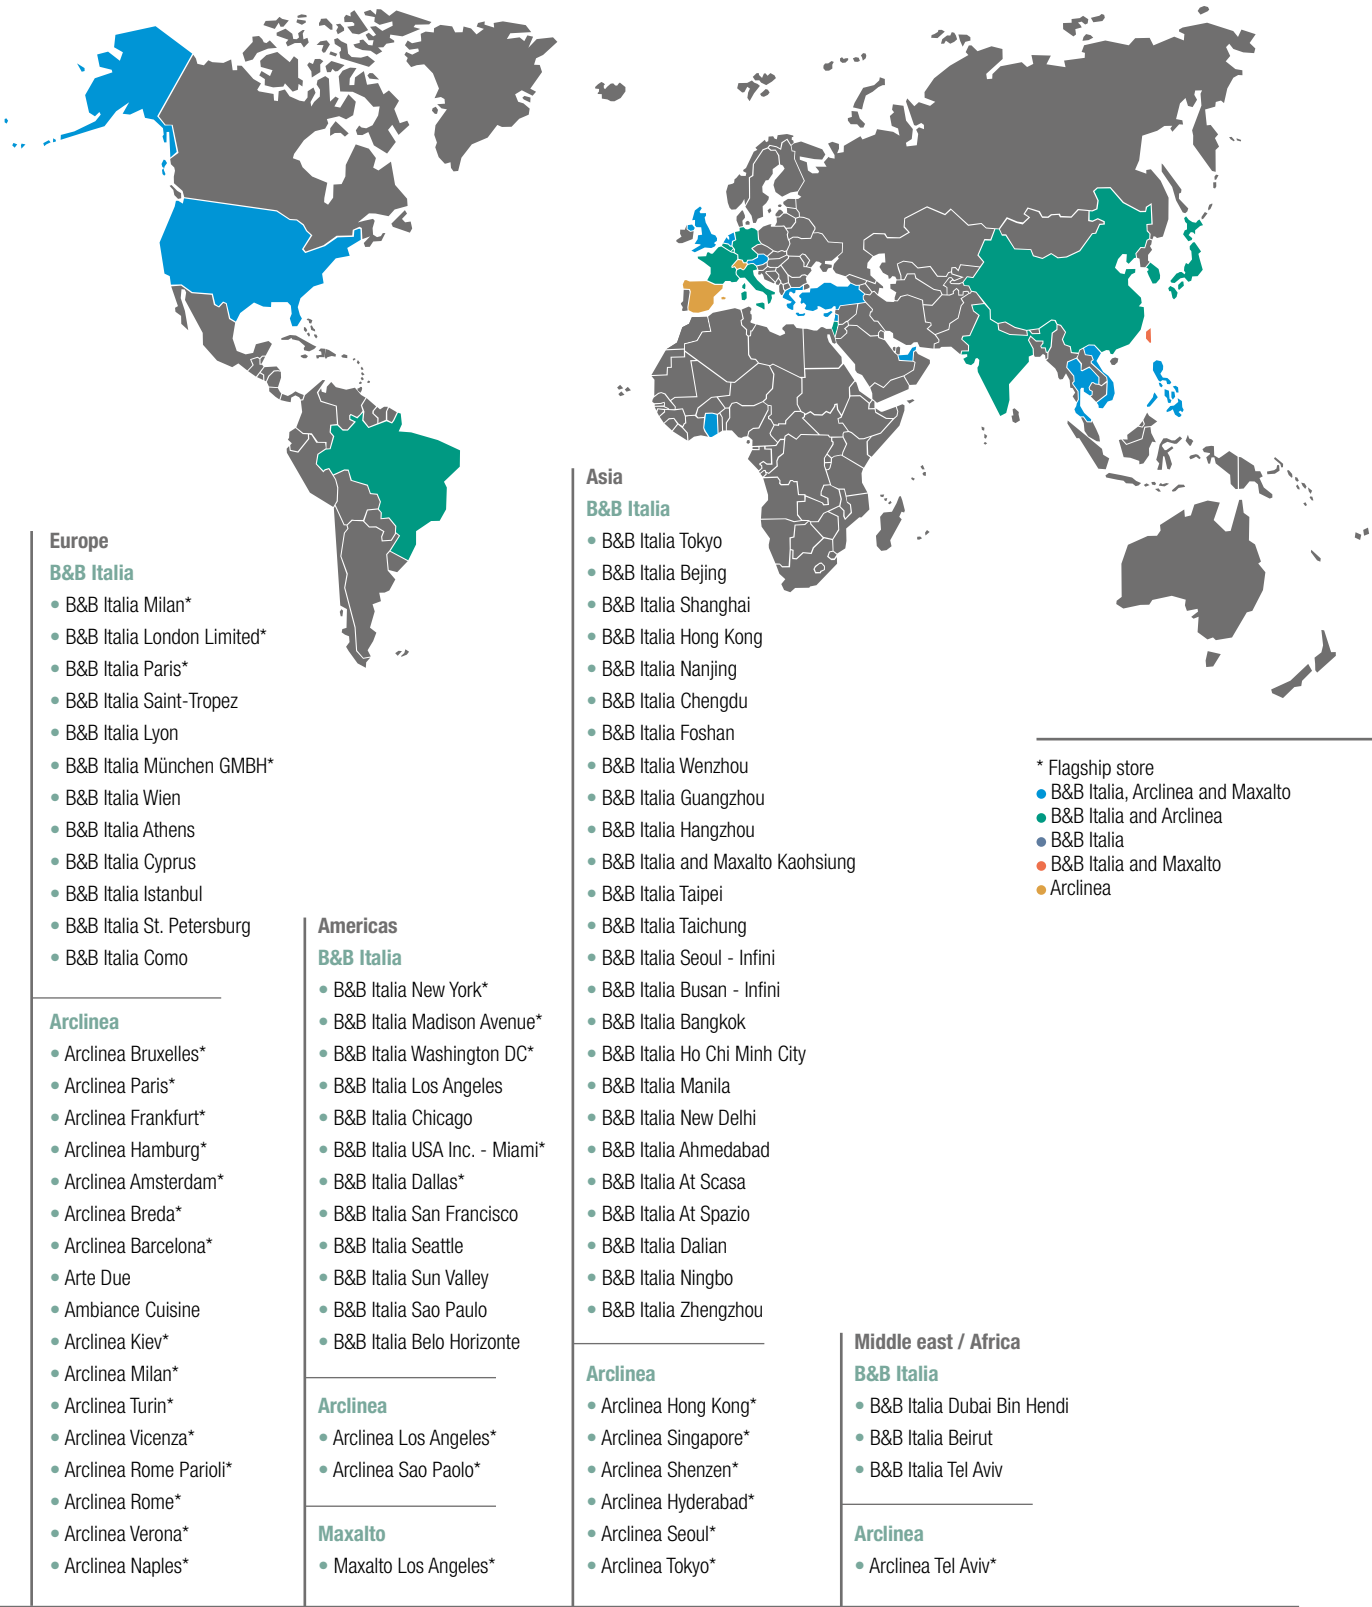 Europe
B&B Italia
• B&B Italia Milan*
• B&B Italia London Limited*
• B&B Italia Paris*
• B&B Italia Saint-Tropez
• B&B Italia Lyon
• B&B Italia München GMBH*
• B&B Italia Wien
• B&B Italia Athens
• B&B Italia Cyprus
• B&B Italia Istanbul
• B&B Italia St. Petersburg
• B&B Italia Como
Arclinea
• Arclinea Bruxelles*
• Arclinea Paris*
• Arclinea Frankfurt*
• Arclinea Hamburg*
• Arclinea Amsterdam*
• Arclinea Breda*
• Arclinea Barcelona*
• Arte Due
• Ambiance Cuisine
• Arclinea Kiev*
• Arclinea Milan*
• Arclinea Turin*
• Arclinea Vicenza*
• Arclinea Rome Parioli*
• Arclinea Rome*
• Arclinea Verona*
• Arclinea Naples*
Americas
B&B Italia
• B&B Italia New York*
• B&B Italia Madison Avenue*
• B&B Italia Washington DC*
• B&B Italia Los Angeles
• B&B Italia Chicago
• B&B Italia USA Inc. - Miami*
• B&B Italia Dallas*
• B&B Italia San Francisco
• B&B Italia Seattle
• B&B Italia Sun Valley
• B&B Italia Sao Paulo
• B&B Italia Belo Horizonte
Arclinea
• Arclinea Los Angeles*
• Arclinea Sao Paolo*
Maxalto
• Maxalto Los Angeles*
Asia
B&B Italia
• B&B Italia Tokyo
• B&B Italia Bejing
• B&B Italia Shanghai
• B&B Italia Hong Kong
• B&B Italia Nanjing
• B&B Italia Chengdu
• B&B Italia Foshan
• B&B Italia Wenzhou
• B&B Italia Guangzhou
• B&B Italia Hangzhou
• B&B Italia and Maxalto Kaohsiung
• B&B Italia Taipei
• B&B Italia Taichung
• B&B Italia Seoul - Infini
• B&B Italia Busan - Infini
• B&B Italia Bangkok
• B&B Italia Ho Chi Minh City
• B&B Italia Manila
• B&B Italia New Delhi
• B&B Italia Ahmedabad
• B&B Italia At Scasa
• B&B Italia At Spazio
• B&B Italia Dalian
• B&B Italia Ningbo
• B&B Italia Zhengzhou
Arclinea
• Arclinea Hong Kong*
• Arclinea Singapore*
• Arclinea Shenzen*
• Arclinea Hyderabad*
• Arclinea Seoul*
• Arclinea Tokyo*
Middle east / Africa
B&B Italia
• B&B Italia Dubai Bin Hendi
• B&B Italia Beirut
• B&B Italia Tel Aviv
Arclinea
• Arclinea Tel Aviv*
* Flagship store
• B&B Italia, Arclinea and Maxalto
• B&B Italia and Arclinea
• B&B Italia
• B&B Italia and Maxalto
• Arclinea